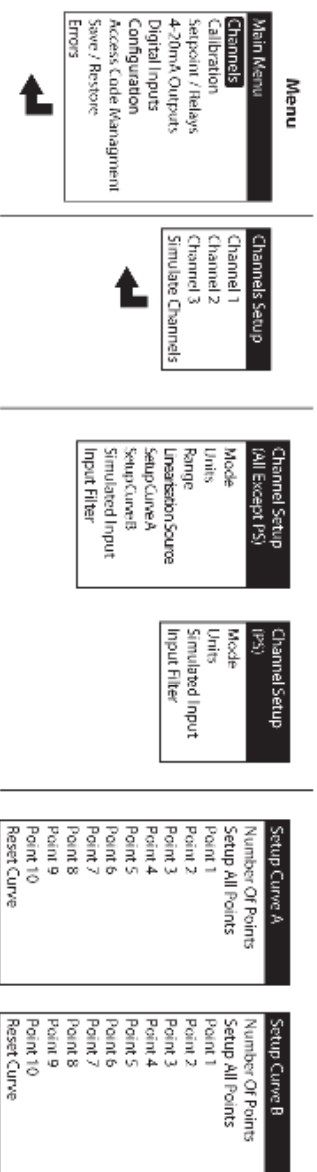 Menu
Main Menu
Channels
Calibration
Setpoint / Relays
4-20mA Outputs
Digital Inputs
Configuration
Access Code Managment
Save / Restore
Errors
Channels Setup
Channel 1
Channel 2
Channel 3
Simulate Channels
Channel Setup
(All Except PS)
Mode
Units
Range
Linearisation Source
Setup Curve A
Setup Curve B
Simulated Input
Input Filter
Channel Setup
(PS)
Mode
Units
Simulated Input
Input Filter
Setup Curve A
Number Of Points
Setup All Points
Point 1
Point 2
Point 3
Point 4
Point 5
Point 6
Point 7
Point 8
Point 9
Point 10
Reset Curve
Setup Curve B
Number Of Points
Setup All Points
Point 1
Point 2
Point 3
Point 4
Point 5
Point 6
Point 7
Point 8
Point 9
Point 10
Reset Curve